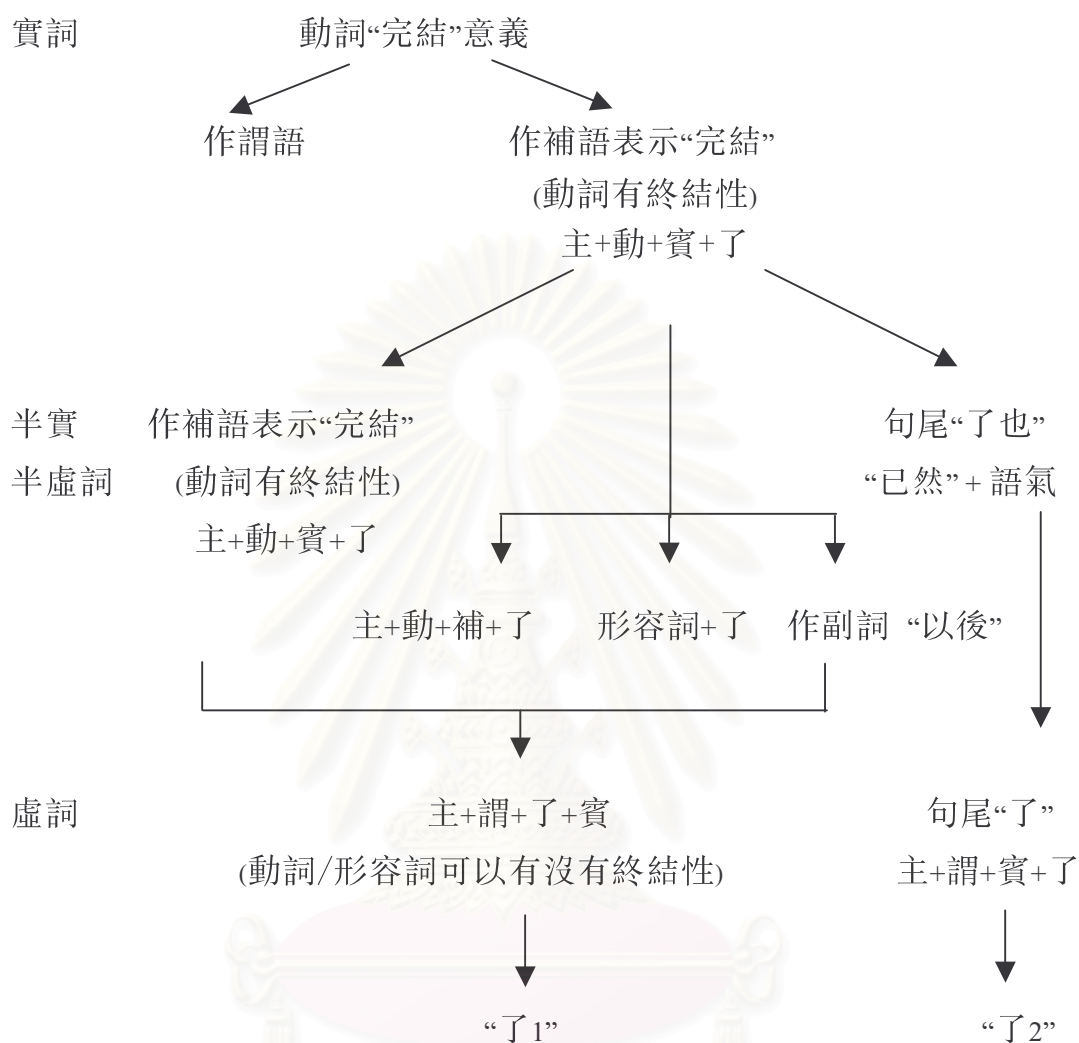 實詞 動詞“完結”意義
作謂語 作補語表示“完結”
(動詞有終結性)
主+動+賓+了
半實 作補語表示“完結” 句尾“了也”
半虛詞 (動詞有終結性) “已然”+語氣
主+動+賓+了
主+動+補+了 形容詞+了 作副詞 “以後”
虛詞 主+謂+了+賓 句尾“了”
(動詞/形容詞可以有沒有終結性) 主+謂+賓+了
“了1” “了2”